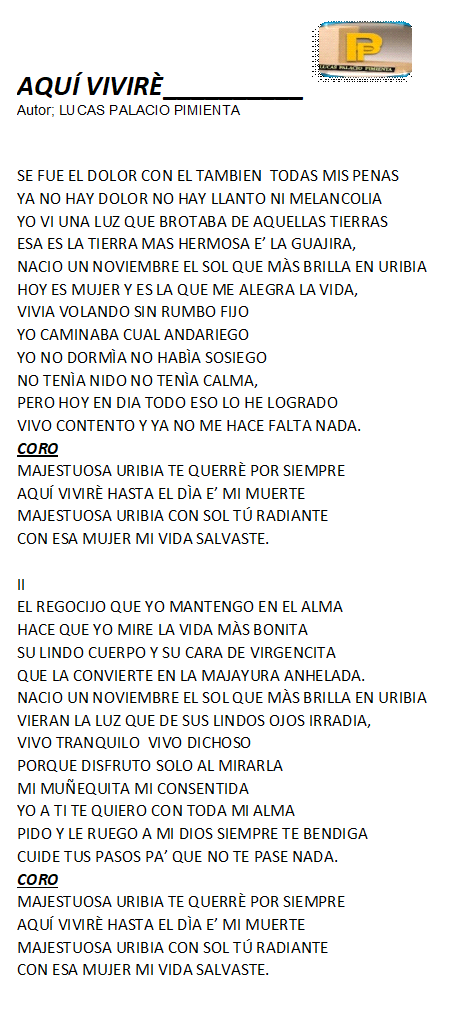 PP
LUCAS PALACIO PIMIENTA
AQUÍ VIVIRÈ__________
Autor; LUCAS PALACIO PIMIENTA
SE FUE EL DOLOR CON EL TAMBIEN TODAS MIS PENAS
YA NO HAY DOLOR NO HAY LLANTO NI MELANCOLIA
YO VI UNA LUZ QUE BROTABA DE AQUELLAS TIERRAS
ESA ES LA TIERRA MAS HERMOSA E’ LA GUAJIRA,
NACIO UN NOVIEMBRE EL SOL QUE MÀS BRILLA EN URIBIA
HOY ES MUJER Y ES LA QUE ME ALEGRA LA VIDA,
VIVIA VOLANDO SIN RUMBO FIJO
YO CAMINABA CUAL ANDARIEGO
YO NO DORMÌA NO HABÌA SOSIEGO
NO TENÌA NIDO NO TENÌA CALMA,
PERO HOY EN DIA TODO ESO LO HE LOGRADO
VIVO CONTENTO Y YA NO ME HACE FALTA NADA.
CORO
MAJESTUOSA URIBIA TE QUERRÈ POR SIEMPRE
AQUÍ VIVIRÈ HASTA EL DÌA E’ MI MUERTE
MAJESTUOSA URIBIA CON SOL TÚ RADIANTE
CON ESA MUJER MI VIDA SALVASTE.
II
EL REGOCIJO QUE YO MANTENGO EN EL ALMA
HACE QUE YO MIRE LA VIDA MÀS BONITA
SU LINDO CUERPO Y SU CARA DE VIRGENCITA
QUE LA CONVIERTE EN LA MAJAYURA ANHELADA.
NACIO UN NOVIEMBRE EL SOL QUE MÀS BRILLA EN URIBIA
VIERAN LA LUZ QUE DE SUS LINDOS OJOS IRRADIA,
VIVO TRANQUILO VIVO DICHOSO
PORQUE DISFRUTO SOLO AL MIRARLA
MI MUÑEQUITA MI CONSENTIDA
YO A TI TE QUIERO CON TODA MI ALMA
PIDO Y LE RUEGO A MI DIOS SIEMPRE TE BENDIGA
CUIDE TUS PASOS PA’ QUE NO TE PASE NADA.
CORO
MAJESTUOSA URIBIA TE QUERRÈ POR SIEMPRE
AQUÍ VIVIRÈ HASTA EL DÌA E’ MI MUERTE
MAJESTUOSA URIBIA CON SOL TÚ RADIANTE
CON ESA MUJER MI VIDA SALVASTE.